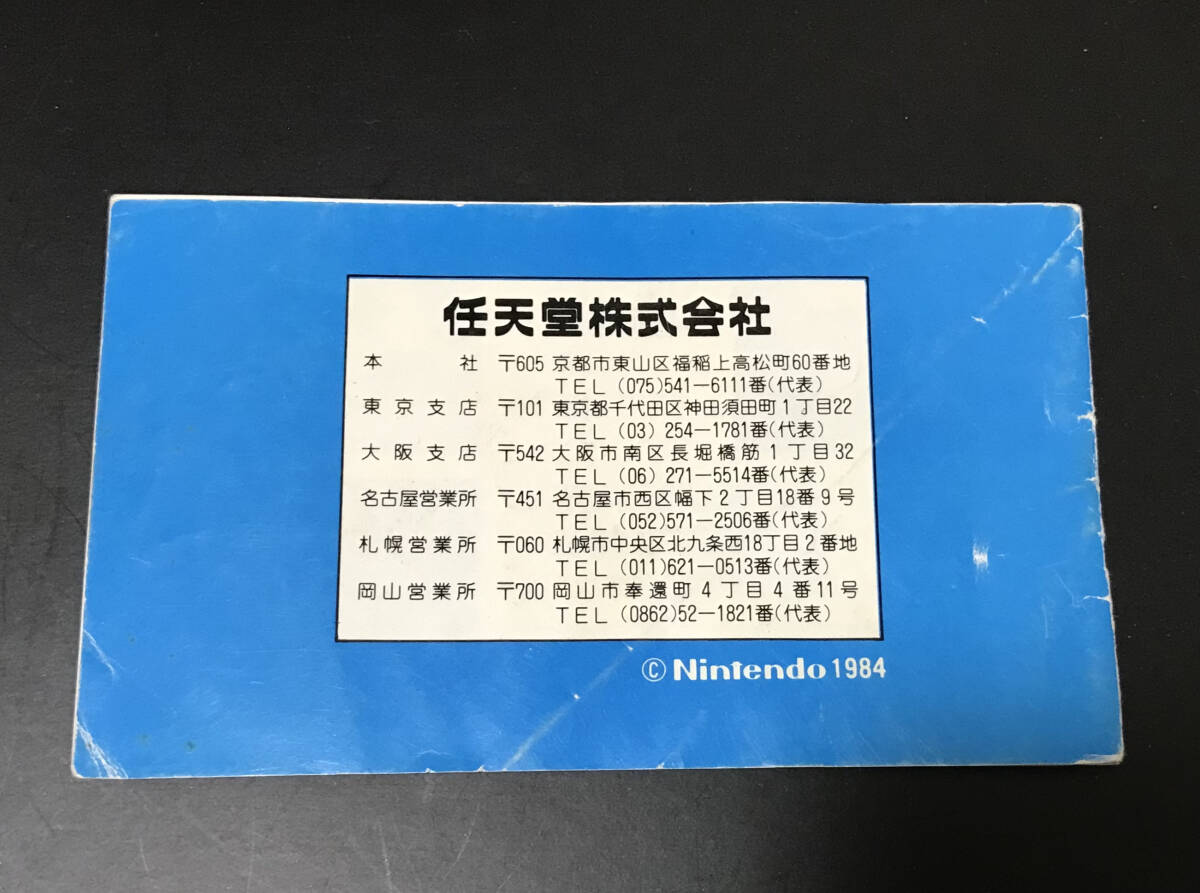 任天堂株式会社
本　　社 〒605 京都市東山区福稲上高松町60番地
TEL (075)541-6111番(代表)
東京支店 〒101 東京都千代田区神田須田町1丁目22
TEL (03) 254-1781番(代表)
大阪支店 〒542 大阪市南区長堀橋筋1丁目32
TEL (06) 271-5514番(代表)
名古屋営業所 〒451 名古屋市西区幅下2丁目18番9号
TEL (052)571-2506番(代表)
札幌営業所 〒060 札幌市中央区北九条西18丁目2番地
TEL (011)621-0513番(代表)
岡山営業所 〒700 岡山市奉還町4丁目4番11号
TEL (0862)52-1821番(代表)
©Nintendo 1984